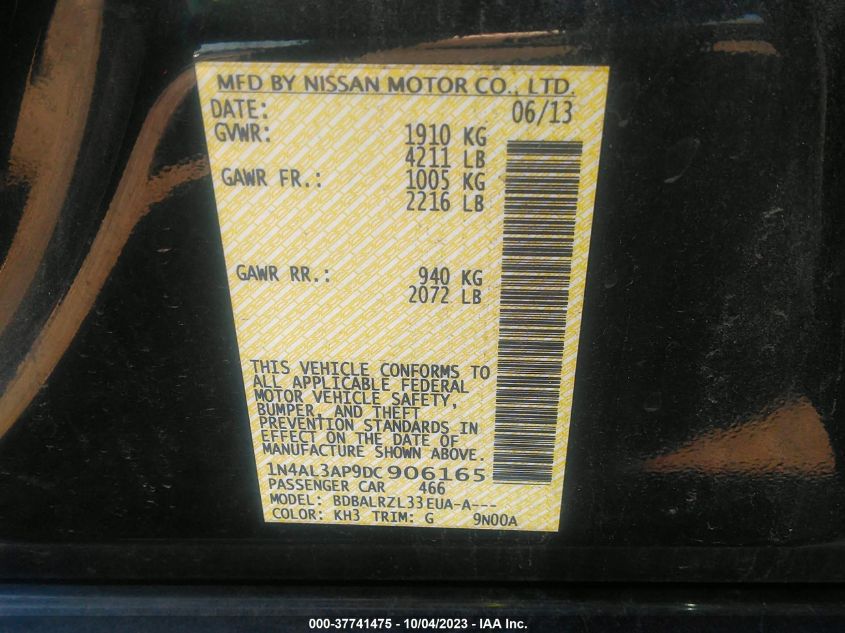 MFD BY NISSAN MOTOR CO., LTD.
DATE: 06/13
GVWR: 1910 KG
4211 LB
GAWR FR.: 1005 KG
2216 LB
GAWR RR.: 940 KG
2072 LB
THIS VEHICLE CONFORMS TO
ALL APPLICABLE FEDERAL
MOTOR VEHICLE SAFETY,
BUMPER, AND THEFT
PREVENTION STANDARDS IN
EFFECT ON THE DATE OF
MANUFACTURE SHOWN ABOVE.
1N4AL3AP9DC906165
PASSENGER CAR 466
MODEL: BDBALRZL33EUA-A---
COLOR: KH3 TRIM: G 9N00A
000-37741475 - 10/04/2023 - IAA Inc.